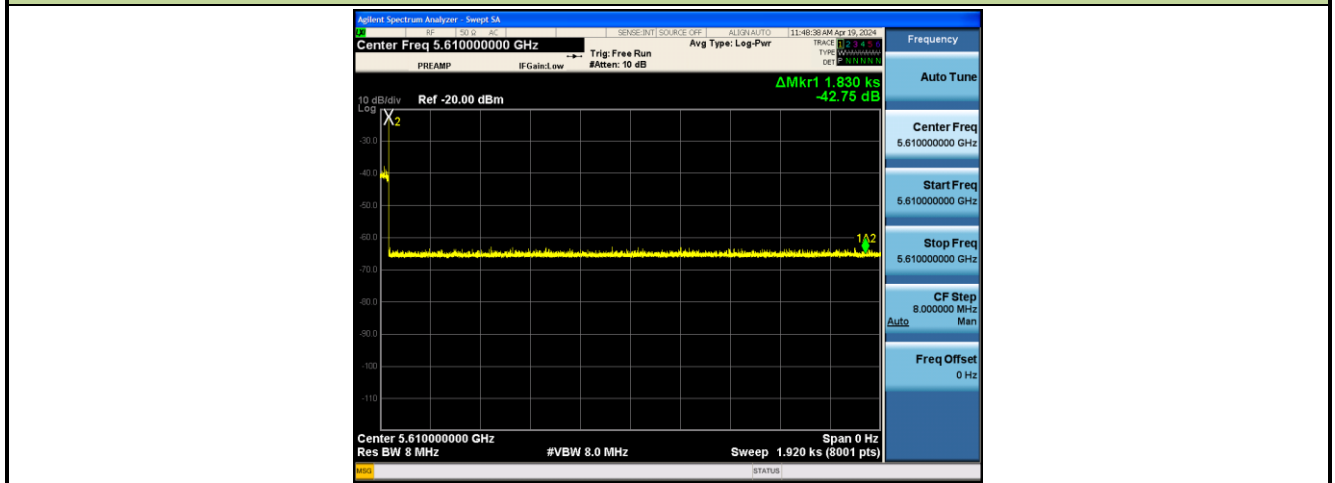 Agilent Spectrum Analyzer - Swept SA
RF 50 Ω AC SENSE:INT SOURCE OFF ALIGN AUTO 11:48:38 AM Apr 19, 2024
Center Freq 5.610000000 GHz
Avg Type: Log-Pwr
TRACE 1 2 3 4 5 6
TYPE
DET P N N N N N
PREAMP
IFGain:Low
Trig: Free Run
#Atten: 10 dB
ΔMkr1 1.830 ks
-42.75 dB
10 dB/div
Log
Ref -20.00 dBm
X2
-30.0
-40.0
-50.0
-60.0
1Δ2
-70.0
-80.0
-90.0
-100
-110
Center 5.610000000 GHz
Span 0 Hz
Res BW 8 MHz
#VBW 8.0 MHz
Sweep 1.920 ks (8001 pts)
MSG
STATUS
Frequency
Auto Tune
Center Freq
5.610000000 GHz
Start Freq
5.610000000 GHz
Stop Freq
5.610000000 GHz
CF Step
8.000000 MHz
Auto Man
Freq Offset
0 Hz